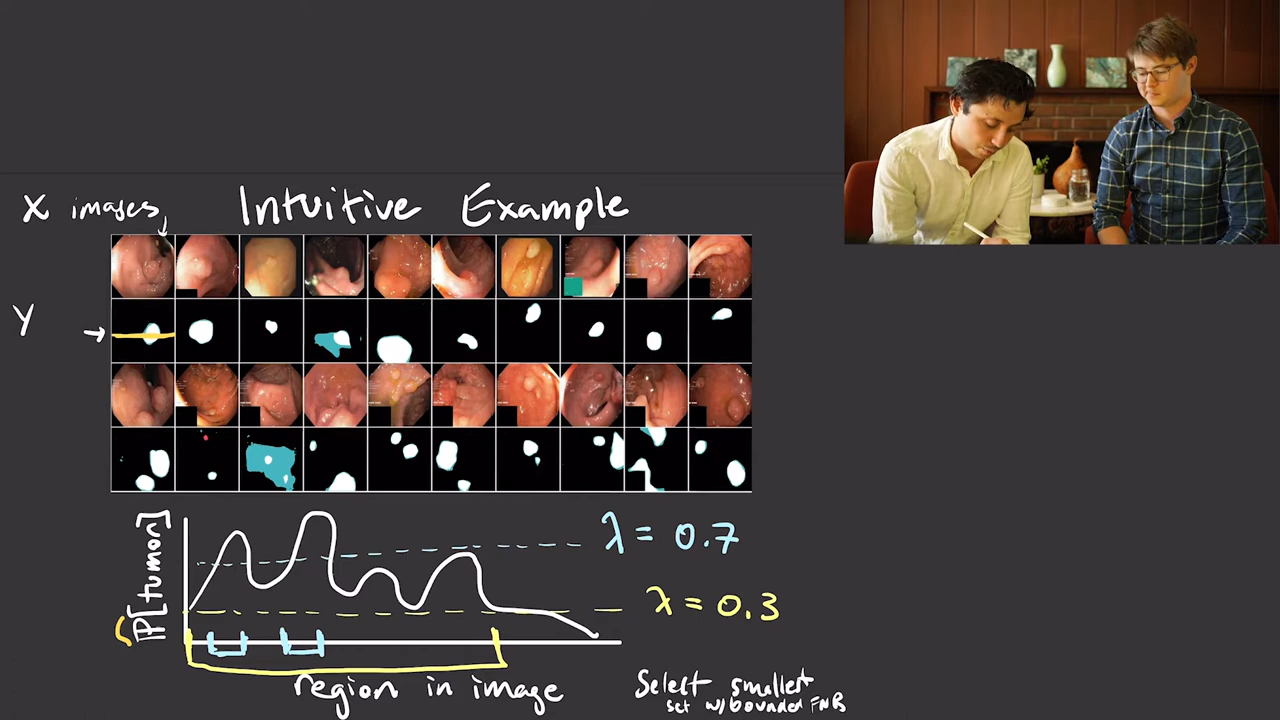 X images
Intuitive Example
Y
P[tumor]
λ = 0.7
λ = 0.3
region in image
Select smallest
set w/bounded FNR